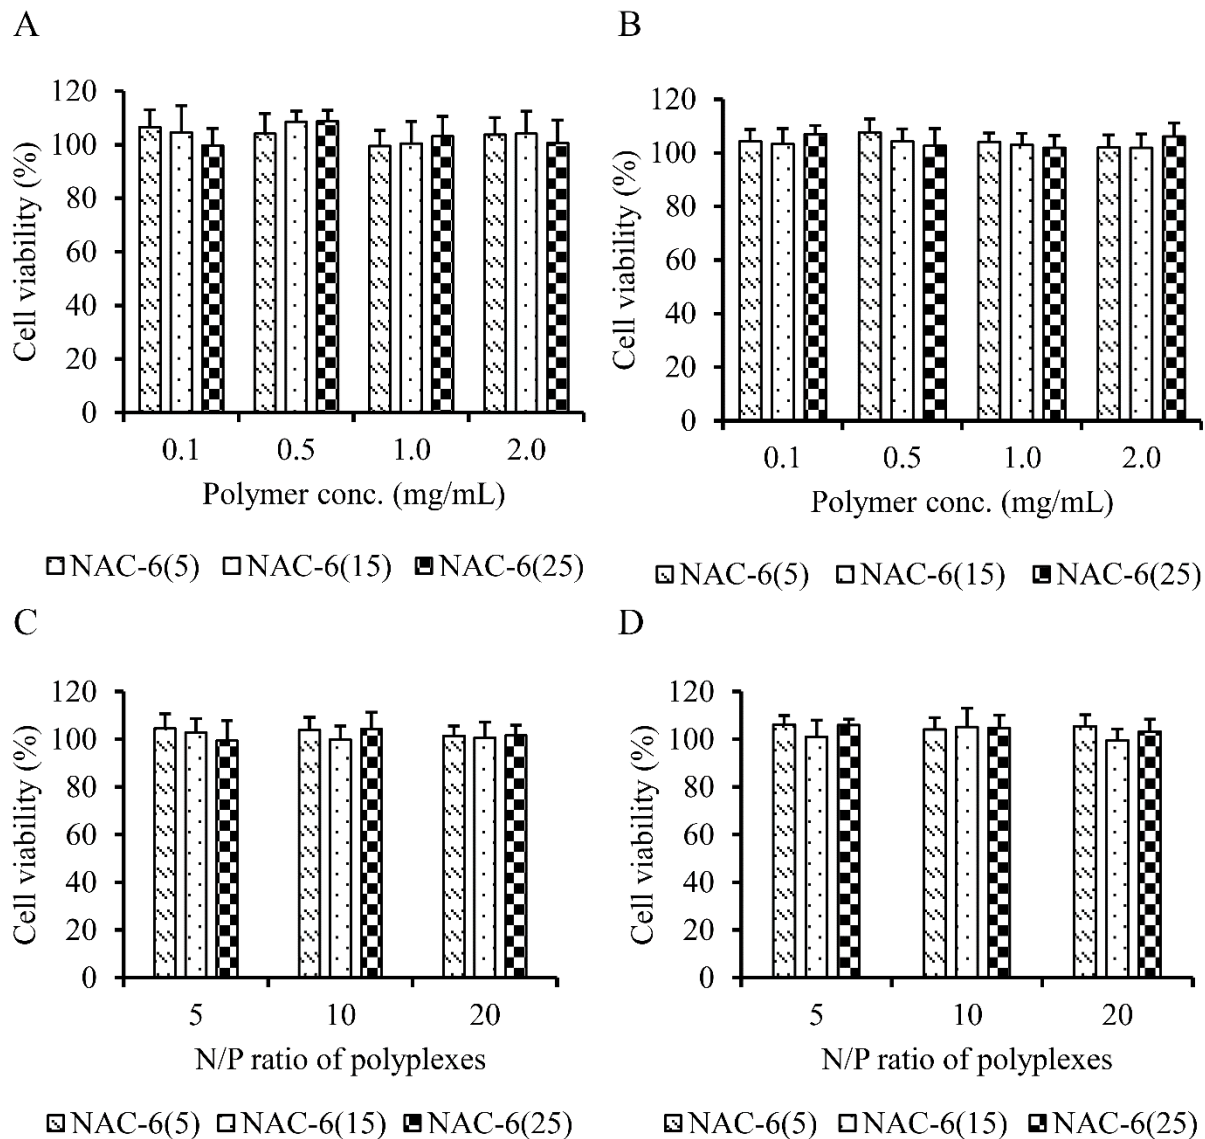 A
120
100
80
60
40
20
0
Cell viability (%)
0.1 0.5 1.0 2.0
Polymer conc. (mg/mL)
NAC-6(5) NAC-6(15) NAC-6(25)
B
120
100
80
60
40
20
0
Cell viability (%)
0.1 0.5 1.0 2.0
Polymer conc. (mg/mL)
NAC-6(5) NAC-6(15) NAC-6(25)
C
120
100
80
60
40
20
0
Cell viability (%)
5 10 20
N/P ratio of polyplexes
NAC-6(5) NAC-6(15) NAC-6(25)
D
120
100
80
60
40
20
0
Cell viability (%)
5 10 20
N/P ratio of polyplexes
NAC-6(5) NAC-6(15) NAC-6(25)